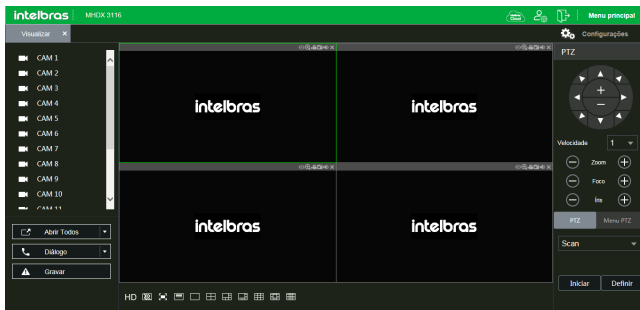 intelbras MHDX 3116 Menu principal
Visualizar × Configurações
PTZ
CAM 1
CAM 2
CAM 3
CAM 4
CAM 5
CAM 6
CAM 7
CAM 8
CAM 9
CAM 10
CAM 11
intelbras intelbras
intelbras intelbras
Velocidade 1
Zoom
Foco
Íris
PTZ Menu PTZ
Scan
Iniciar Definir
Abrir Todos
Diálogo
Gravar
HD